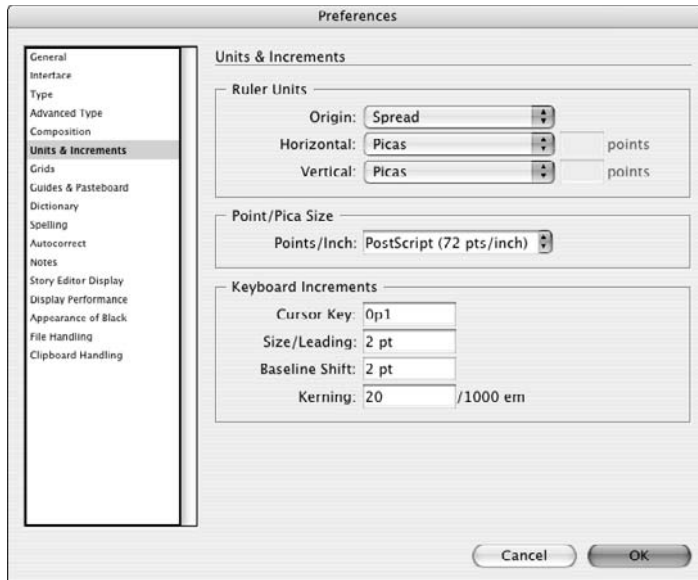 Preferences
General
Interface
Type
Advanced Type
Composition
Units & Increments
Grids
Guides & Pasteboard
Dictionary
Spelling
Autocorrect
Notes
Story Editor Display
Display Performance
Appearance of Black
File Handling
Clipboard Handling
Units & Increments
Ruler Units
Origin: Spread
Horizontal: Picas points
Vertical: Picas points
Point/Pica Size
Points/Inch: PostScript (72 pts/inch)
Keyboard Increments
Cursor Key: 0p1
Size/Leading: 2 pt
Baseline Shift: 2 pt
Kerning: 20 /1000 em
Cancel OK